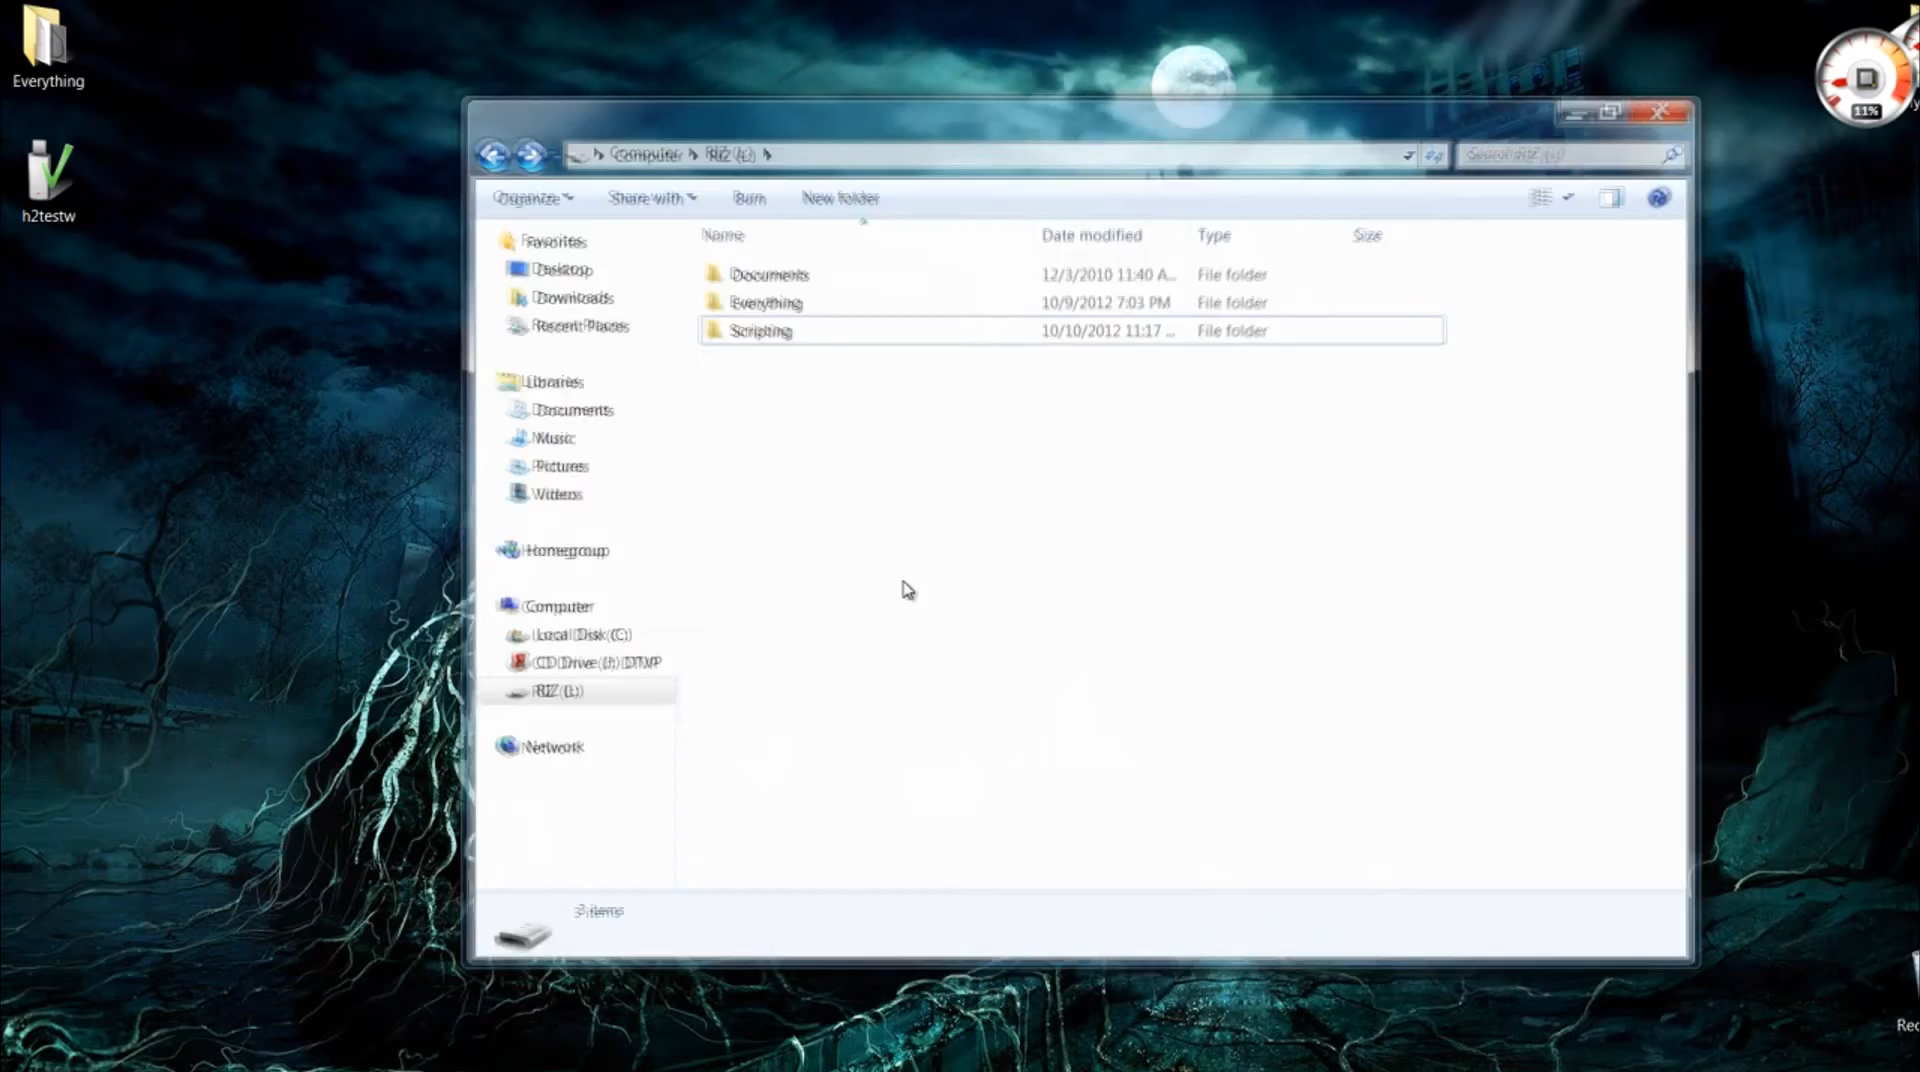 Everything
h2testw
11%
Computer RIZ (L:)
Search RIZ (L:)
Organize Share with Burn New folder
Name Date modified Type Size
Documents 12/3/2010 11:40 A... File folder
Everything 10/9/2012 7:03 PM File folder
Scripting 10/10/2012 11:17 ... File folder
Favorites
Desktop
Downloads
Recent Places
Libraries
Documents
Music
Pictures
Videos
Homegroup
Computer
Local Disk (C:)
CD Drive (J:) DTVP
RIZ (L:)
Network
3 items
Rec